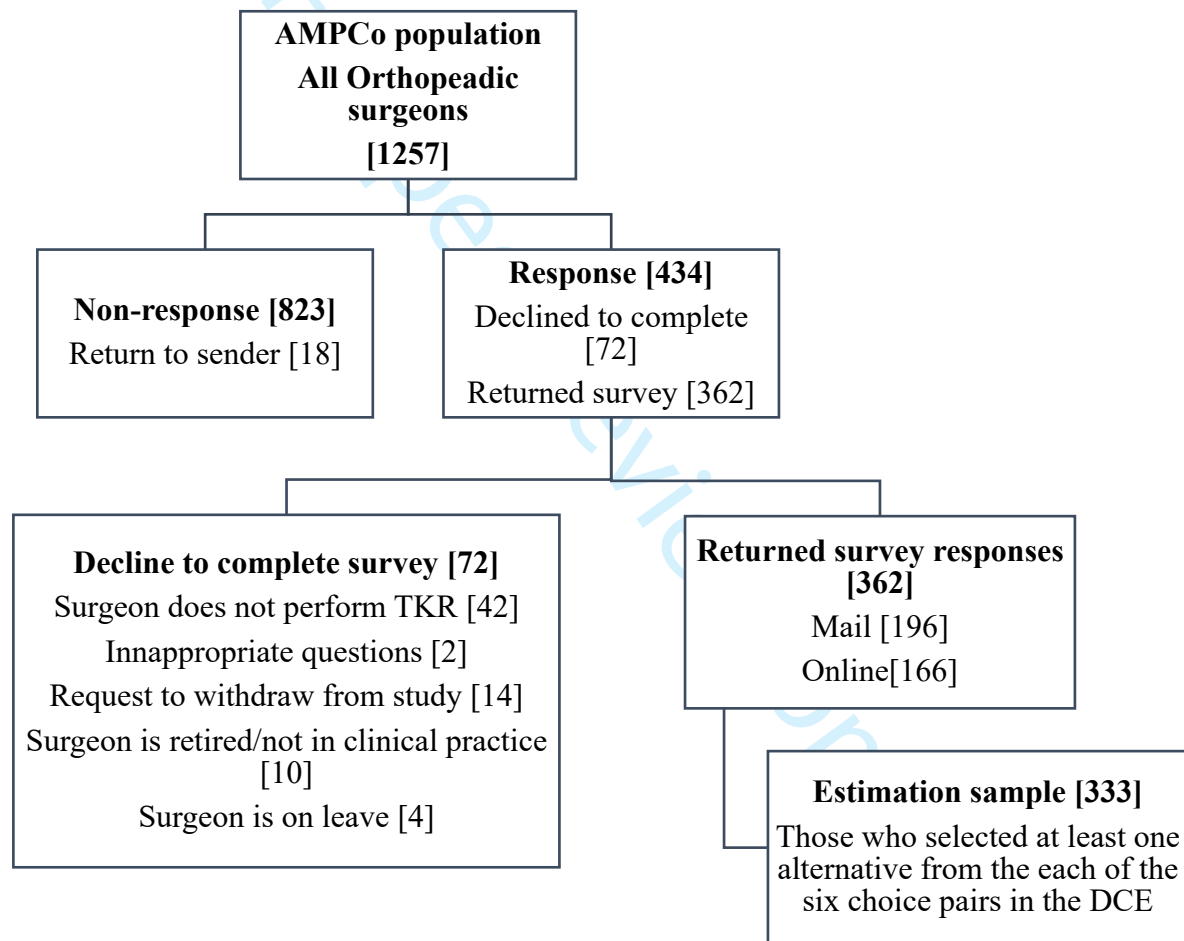 AMPCo population
All Orthopeadic
surgeons
[1257]
Non-response [823]
Return to sender [18]
Response [434]
Declined to complete
[72]
Returned survey [362]
Decline to complete survey [72]
Surgeon does not perform TKR [42]
Innappropriate questions [2]
Request to withdraw from study [14]
Surgeon is retired/not in clinical practice
[10]
Surgeon is on leave [4]
Returned survey responses
[362]
Mail [196]
Online[166]
Estimation sample [333]
Those who selected at least one
alternative from the each of the
six choice pairs in the DCE